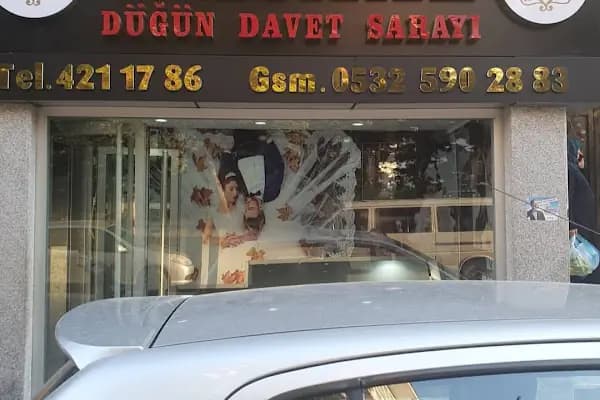 DÜĞÜN DAVET SARAYI
Tel.421 17 86 Gsm.0532 590 28 83